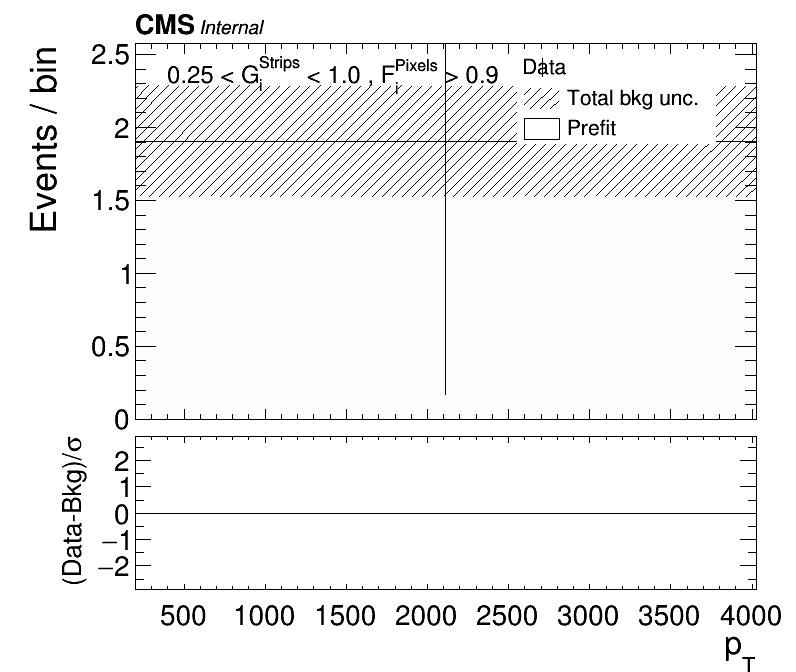 CMS Internal
Events / bin
2.5
2
1.5
1
0.5
0
0.25 < G_i^Strips < 1.0 , F_i^Pixels > 0.9
Data
Total bkg unc.
Prefit
(Data-Bkg)/σ
2
1
0
−1
−2
500 1000 1500 2000 2500 3000 3500 4000
p_T